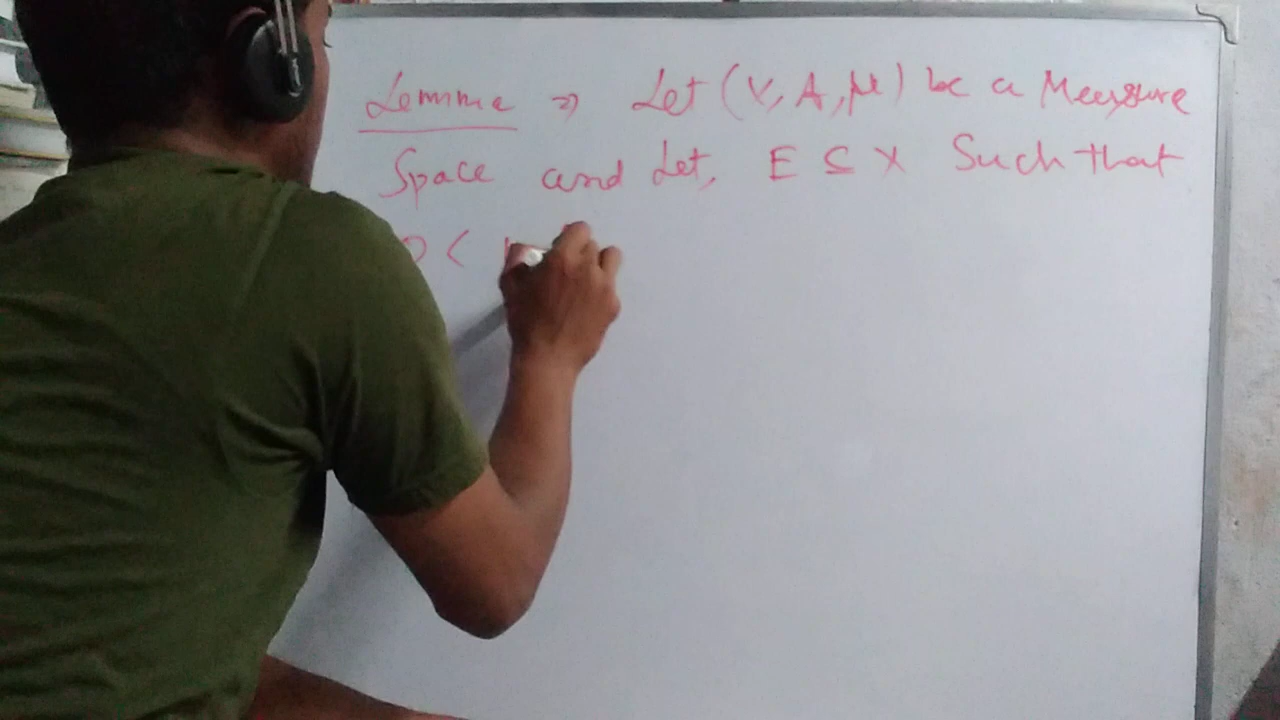 Lemma ⇒ Let (X, A, μ) be a Measure
Space and Let, E ⊆ X Such that
0 <